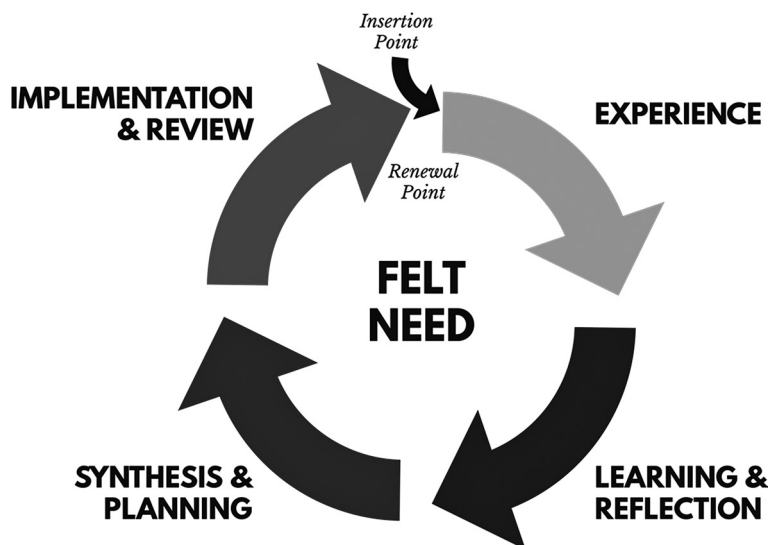 Insertion
Point
IMPLEMENTATION
& REVIEW
EXPERIENCE
Renewal
Point
FELT
NEED
SYNTHESIS &
PLANNING
LEARNING &
REFLECTION